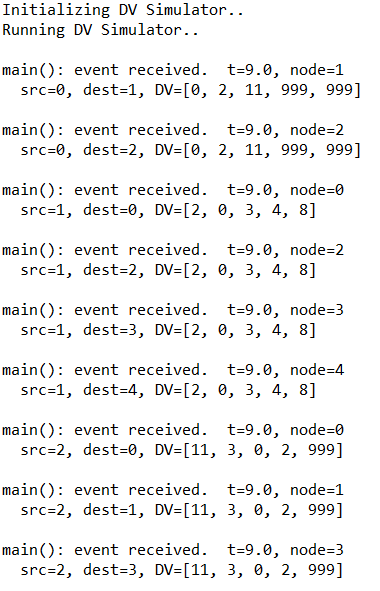 Initializing DV Simulator..
Running DV Simulator..
main(): event received.  t=9.0, node=1
  src=0, dest=1, DV=[0, 2, 11, 999, 999]
main(): event received.  t=9.0, node=2
  src=0, dest=2, DV=[0, 2, 11, 999, 999]
main(): event received.  t=9.0, node=0
  src=1, dest=0, DV=[2, 0, 3, 4, 8]
main(): event received.  t=9.0, node=2
  src=1, dest=2, DV=[2, 0, 3, 4, 8]
main(): event received.  t=9.0, node=3
  src=1, dest=3, DV=[2, 0, 3, 4, 8]
main(): event received.  t=9.0, node=4
  src=1, dest=4, DV=[2, 0, 3, 4, 8]
main(): event received.  t=9.0, node=0
  src=2, dest=0, DV=[11, 3, 0, 2, 999]
main(): event received.  t=9.0, node=1
  src=2, dest=1, DV=[11, 3, 0, 2, 999]
main(): event received.  t=9.0, node=3
  src=2, dest=3, DV=[11, 3, 0, 2, 999]